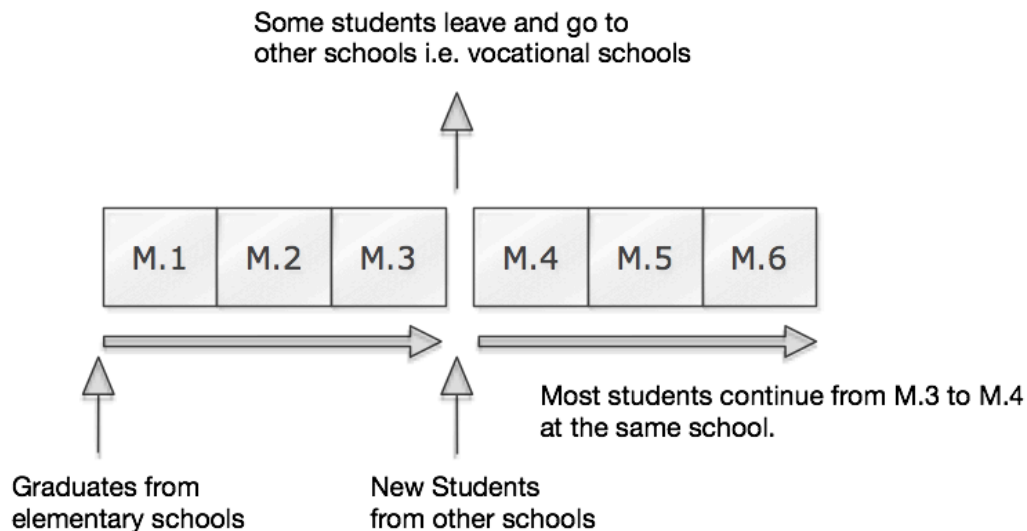 Some students leave and go to
other schools i.e. vocational schools
M.1 M.2 M.3 M.4 M.5 M.6
Most students continue from M.3 to M.4
at the same school.
Graduates from
elementary schools
New Students
from other schools